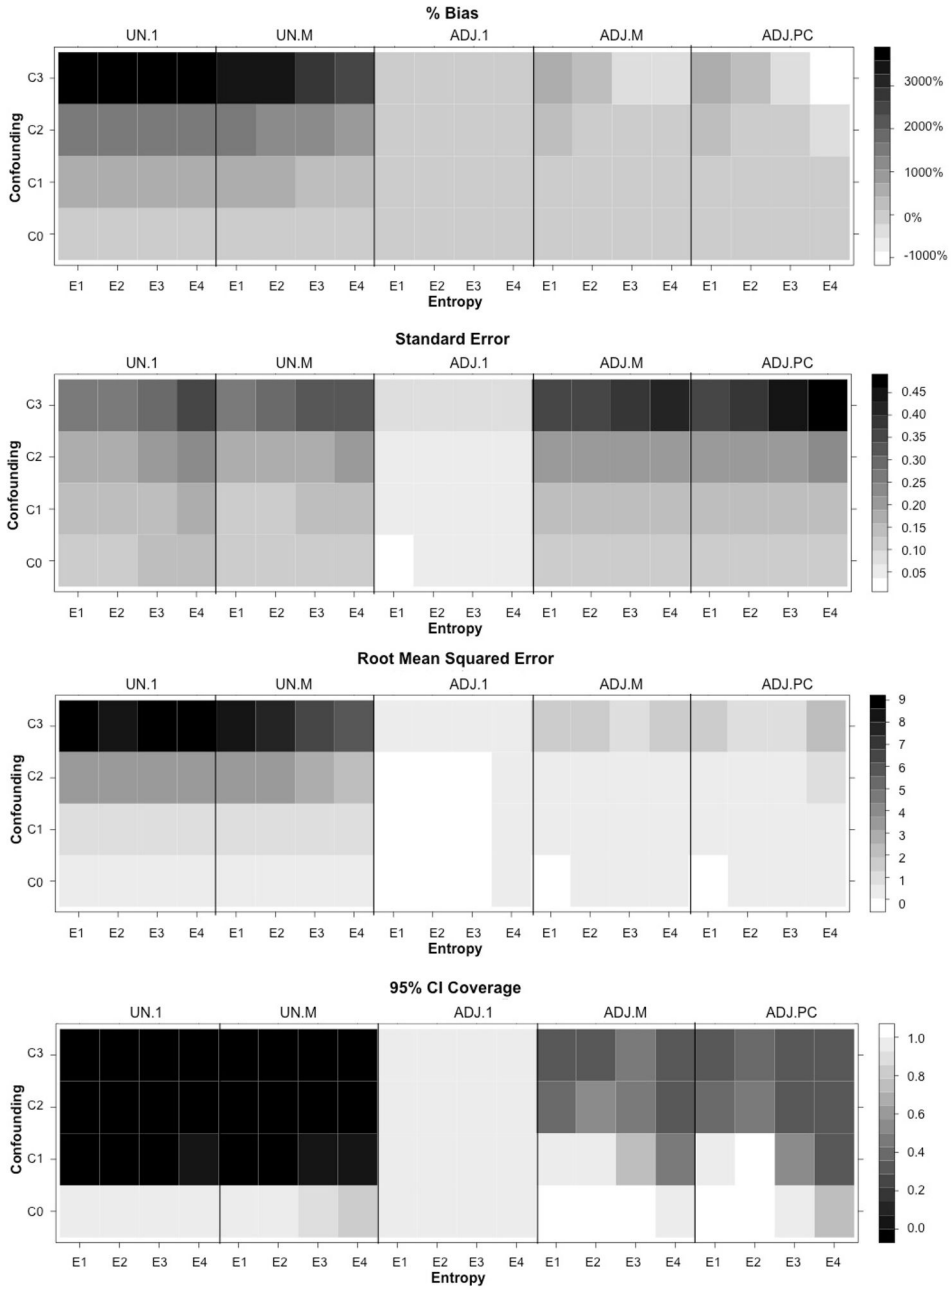 % Bias
UN.1 UN.M ADJ.1 ADJ.M ADJ.PC
Confounding
C3
C2
C1
C0
3000%
2000%
1000%
0%
-1000%
E1 E2 E3 E4 E1 E2 E3 E4 E1 E2 E3 E4 E1 E2 E3 E4 E1 E2 E3 E4
Entropy
Standard Error
UN.1 UN.M ADJ.1 ADJ.M ADJ.PC
Confounding
C3
C2
C1
C0
0.45
0.40
0.35
0.30
0.25
0.20
0.15
0.10
0.05
E1 E2 E3 E4 E1 E2 E3 E4 E1 E2 E3 E4 E1 E2 E3 E4 E1 E2 E3 E4
Entropy
Root Mean Squared Error
UN.1 UN.M ADJ.1 ADJ.M ADJ.PC
Confounding
C3
C2
C1
C0
9
8
7
6
5
4
3
2
1
0
E1 E2 E3 E4 E1 E2 E3 E4 E1 E2 E3 E4 E1 E2 E3 E4 E1 E2 E3 E4
Entropy
95% CI Coverage
UN.1 UN.M ADJ.1 ADJ.M ADJ.PC
Confounding
C3
C2
C1
C0
1.0
0.8
0.6
0.4
0.2
0.0
E1 E2 E3 E4 E1 E2 E3 E4 E1 E2 E3 E4 E1 E2 E3 E4 E1 E2 E3 E4
Entropy